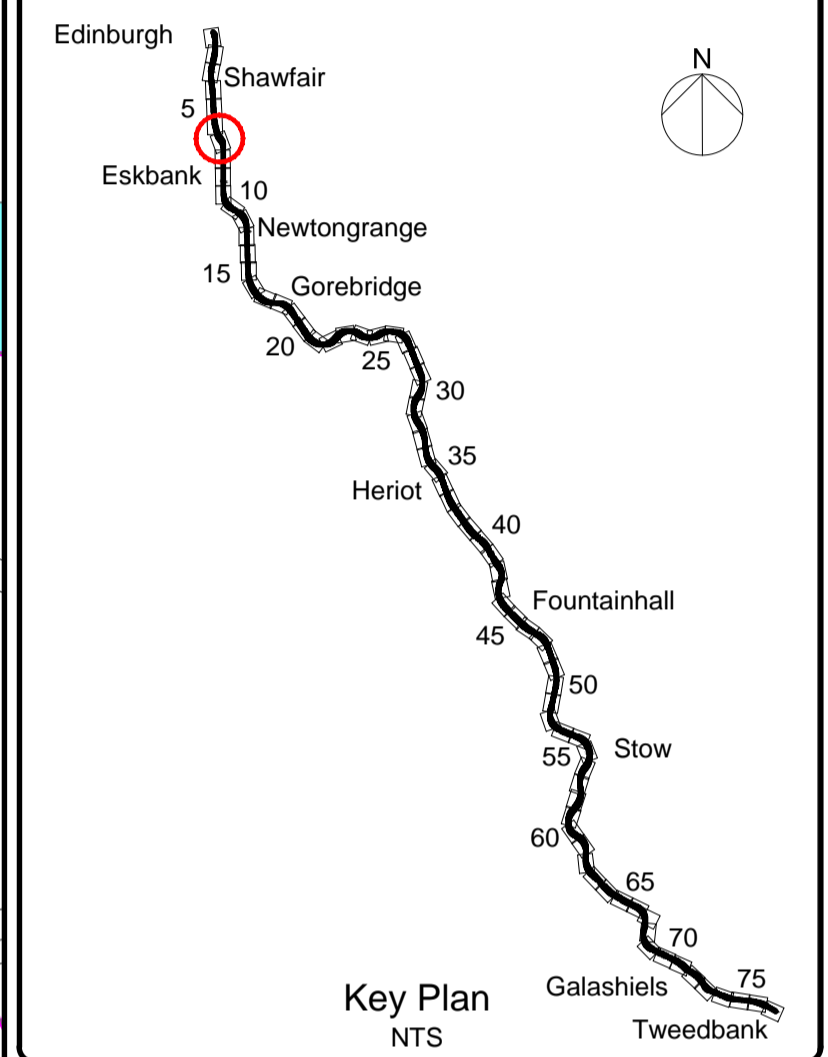 Edinburgh
N
Shawfair
5
Eskbank
10
Newtongrange
15
Gorebridge
20
25
30
35
Heriot
40
Fountainhall
45
50
Stow
55
60
65
70
75
Galashiels
Key Plan
Tweedbank
NTS